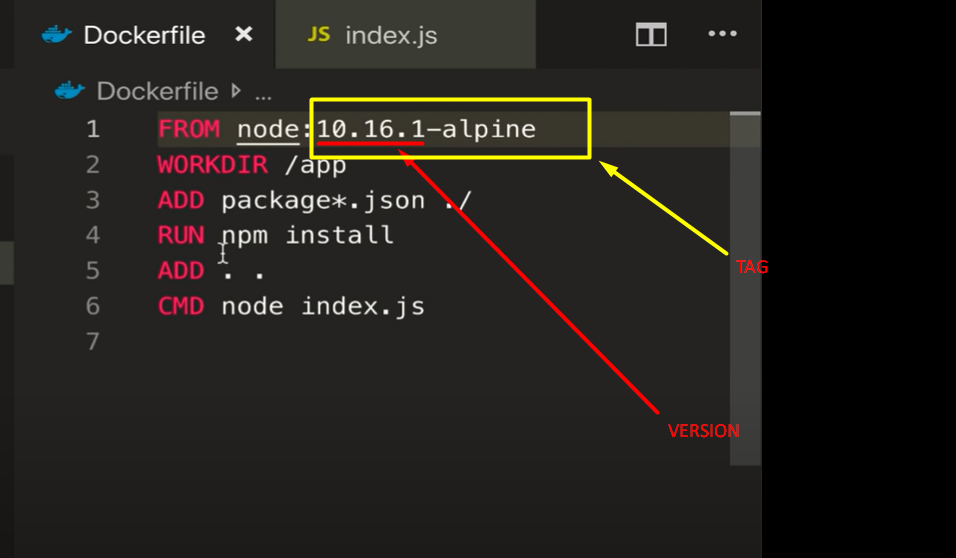 Dockerfile × JS index.js ...
Dockerfile ...
1 FROM node:10.16.1-alpine
2 WORKDIR /app
3 ADD package*.json ./
4 RUN npm install
5 ADD . .
6 CMD node index.js
7
TAG
VERSION